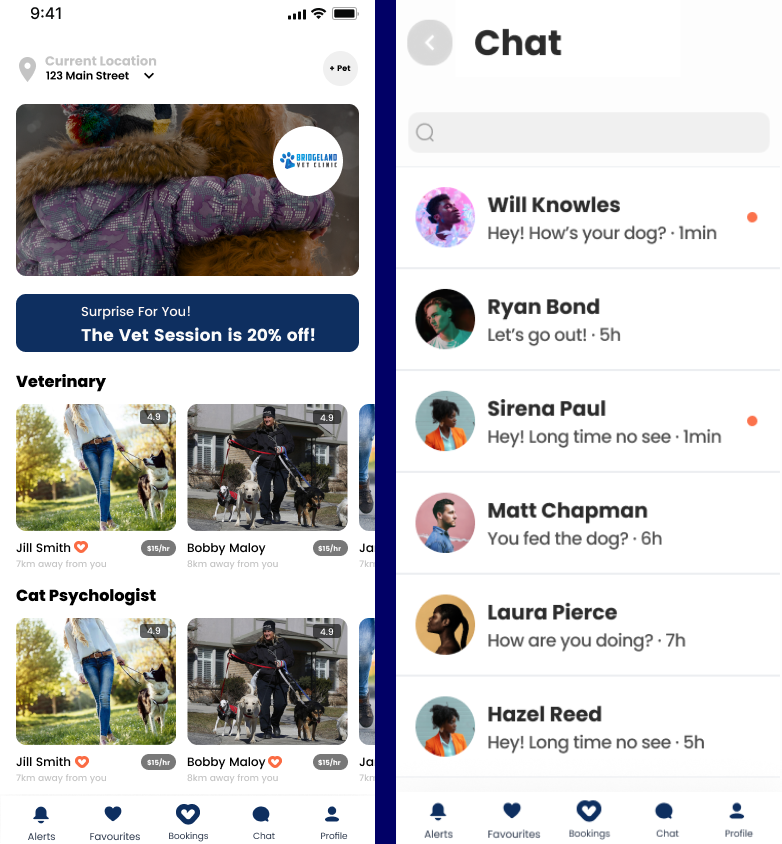 9:41
Current Location
123 Main Street
+ Pet
BRIDGELAND
VET CLINIC
Surprise For You!
The Vet Session is 20% off!
Veterinary
4.9
4.9
Jill Smith
$15/hr
7km away from you
Bobby Maloy
$15/hr
8km away from you
Ja
7km
Cat Psychologist
4.9
4.9
Jill Smith
$15/hr
7km away from you
Bobby Maloy
$15/hr
8km away from you
Ja
7km
Alerts
Favourites
Bookings
Chat
Profile
Chat
Will Knowles
Hey! How’s your dog? · 1min
Ryan Bond
Let’s go out! · 5h
Sirena Paul
Hey! Long time no see · 1min
Matt Chapman
You fed the dog? · 6h
Laura Pierce
How are you doing? · 7h
Hazel Reed
Hey! Long time no see · 5h
Alerts
Favourites
Bookings
Chat
Profile